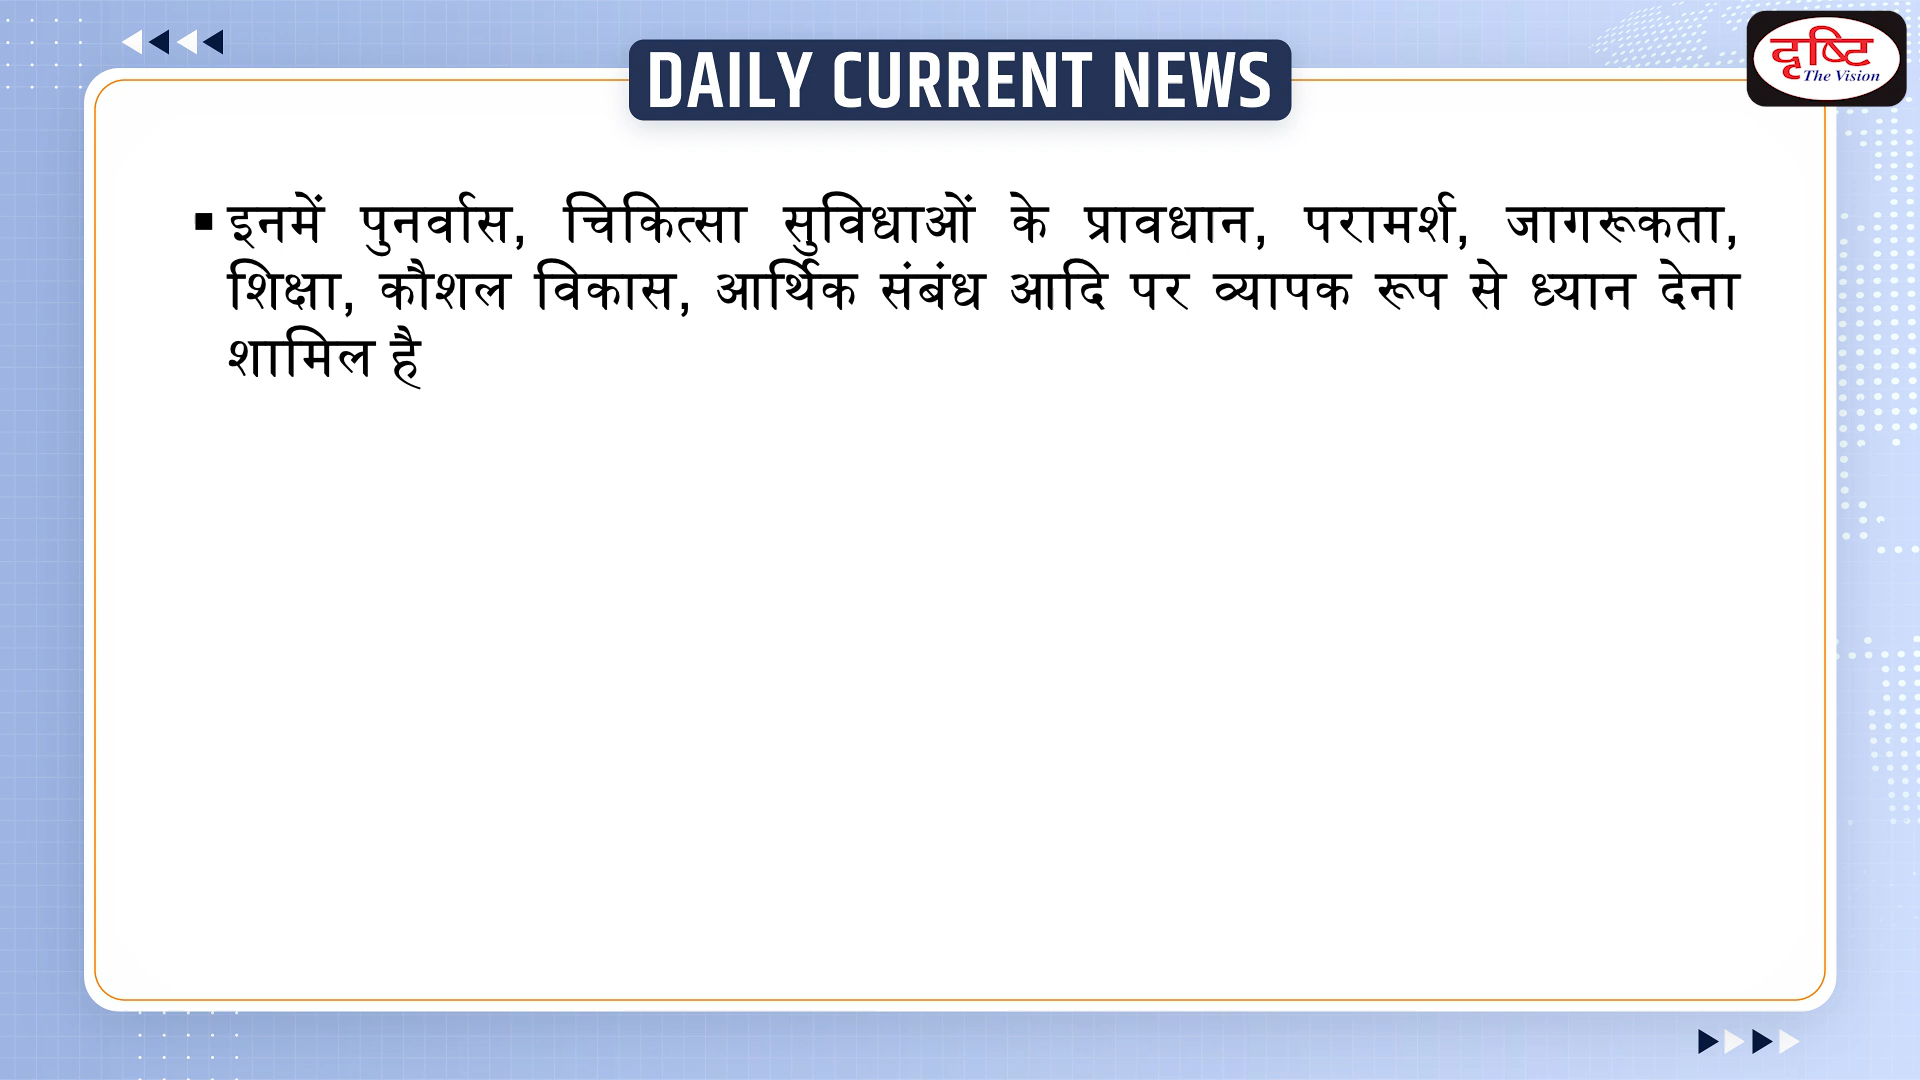 DAILY CURRENT NEWS
दृष्टि
The Vision
▪ इनमें पुनर्वास, चिकित्सा सुविधाओं के प्रावधान, परामर्श, जागरूकता,
शिक्षा, कौशल विकास, आर्थिक संबंध आदि पर व्यापक रूप से ध्यान देना
शामिल है